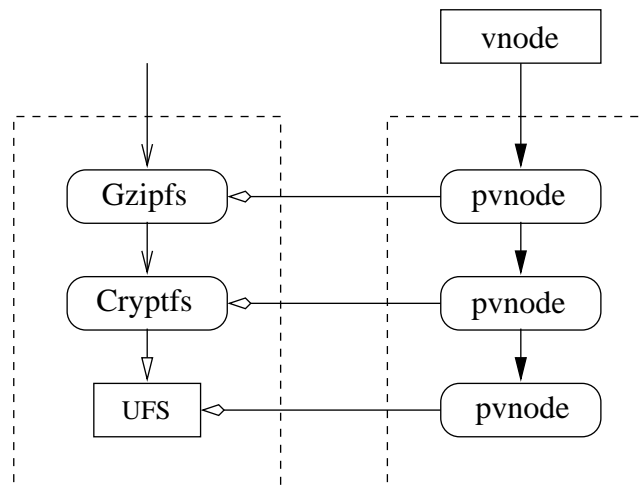 vnode
Gzipfs
pvnode
Cryptfs
pvnode
UFS
pvnode